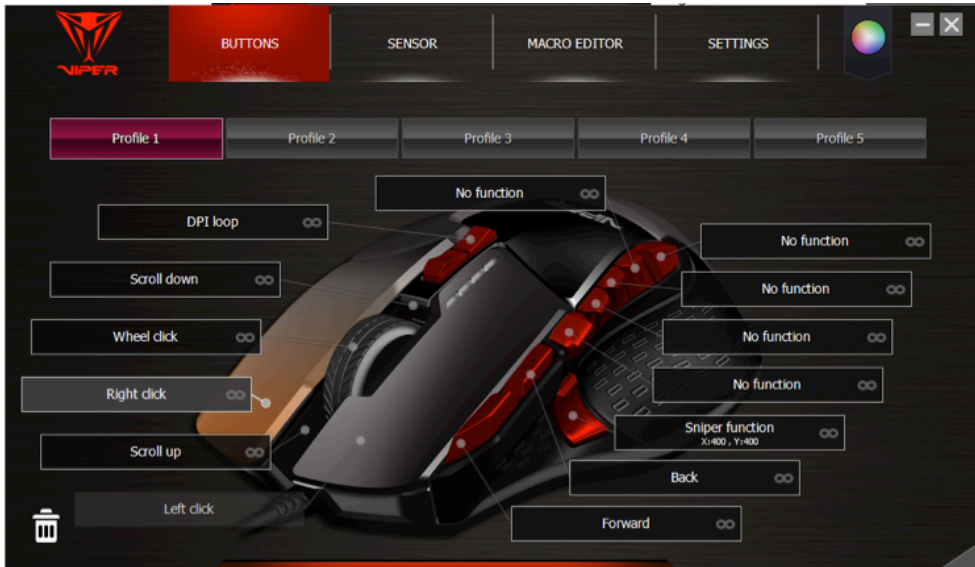 VIPER
BUTTONS
SENSOR
MACRO EDITOR
SETTINGS
Profile 1
Profile 2
Profile 3
Profile 4
Profile 5
No function
DPI loop
No function
Scroll down
No function
Wheel click
No function
Right click
No function
Sniper function
X:400 , Y:400
Scroll up
Back
Left click
Forward